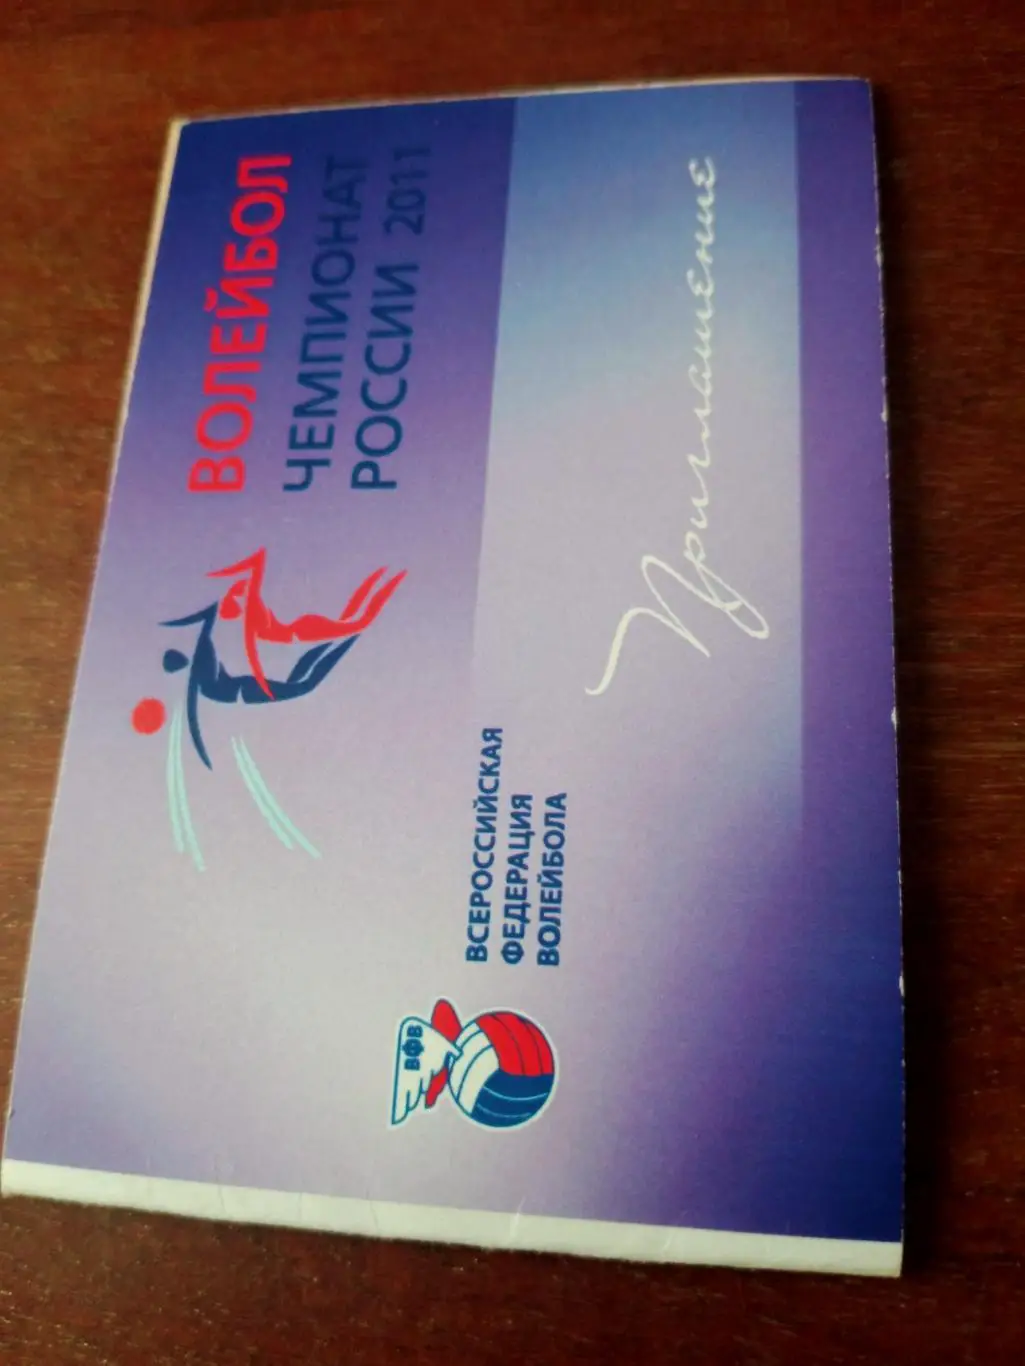 ВОЛЕЙБОЛ
ЧЕМПИОНАТ
РОССИИ 2011
ВСЕРОССИЙСКАЯ
ФЕДЕРАЦИЯ
ВОЛЕЙБОЛА
ВФВ
Приглашение